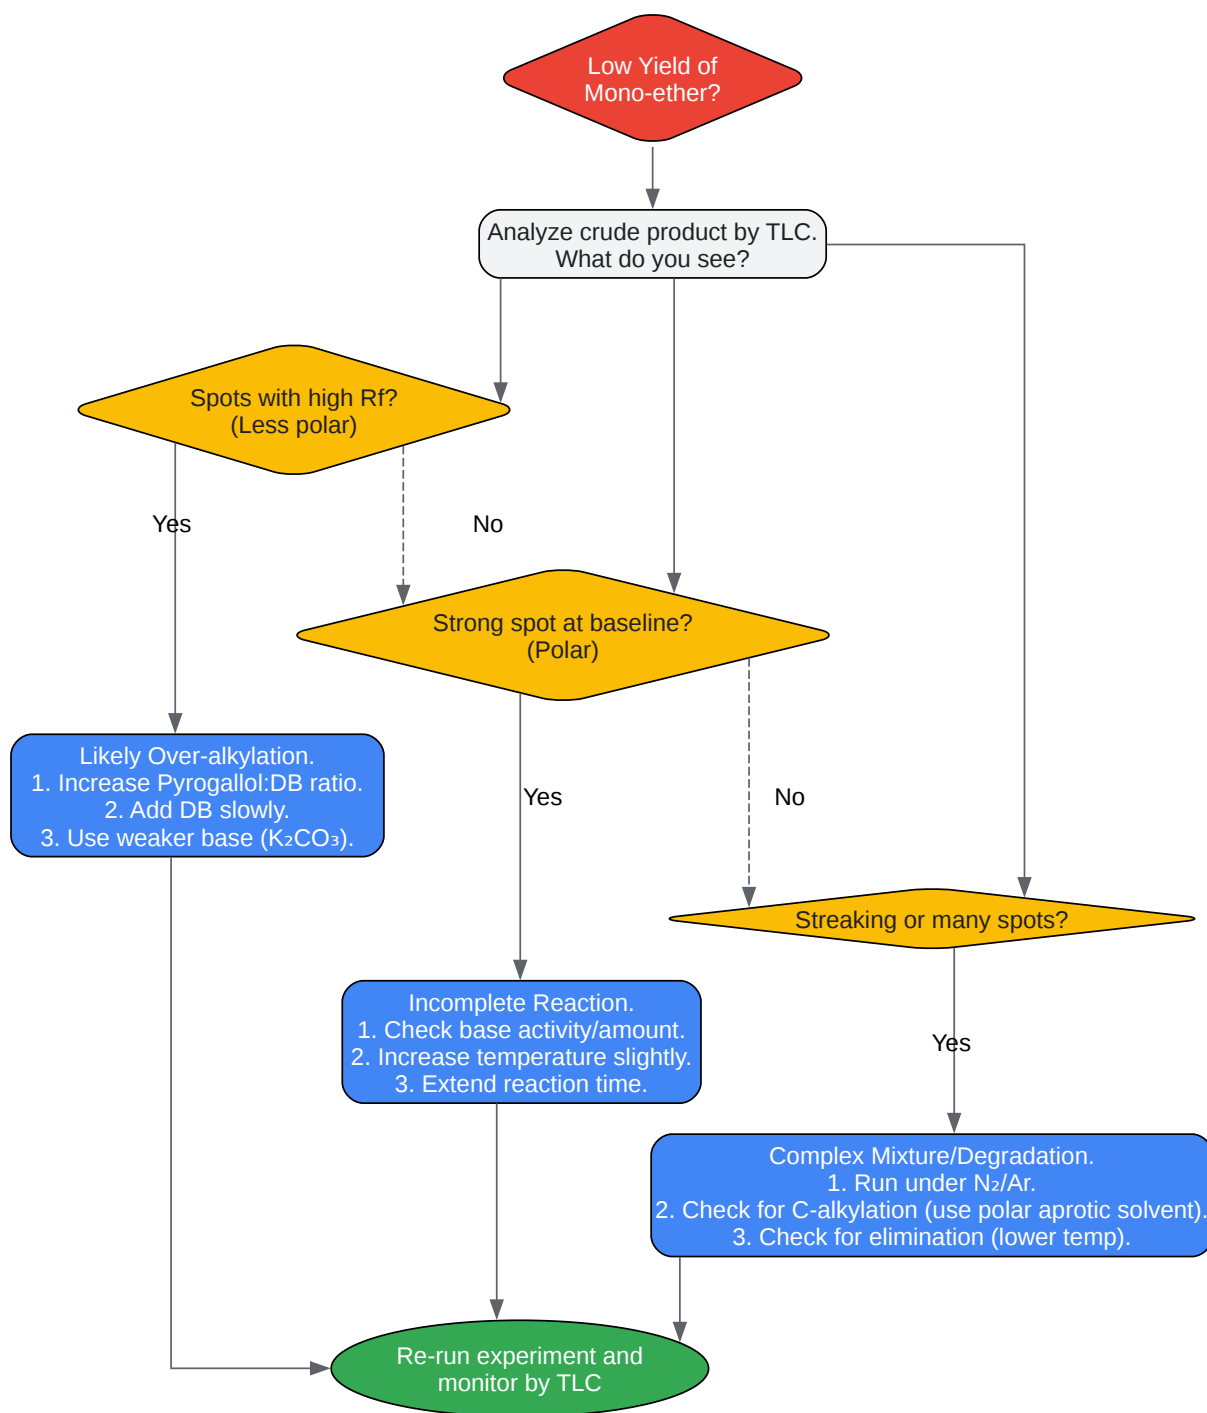 Low Yield of
Mono-ether?
Analyze crude product by TLC.
What do you see?
Spots with high Rf?
(Less polar)
Yes
No
Strong spot at baseline?
(Polar)
Likely Over-alkylation.
1. Increase Pyrogallol:DB ratio.
2. Add DB slowly.
3. Use weaker base (K₂CO₃).
Yes
No
Streaking or many spots?
Incomplete Reaction.
1. Check base activity/amount.
2. Increase temperature slightly.
3. Extend reaction time.
Yes
Complex Mixture/Degradation.
1. Run under N₂/Ar.
2. Check for C-alkylation (use polar aprotic solvent).
3. Check for elimination (lower temp).
Re-run experiment and
monitor by TLC